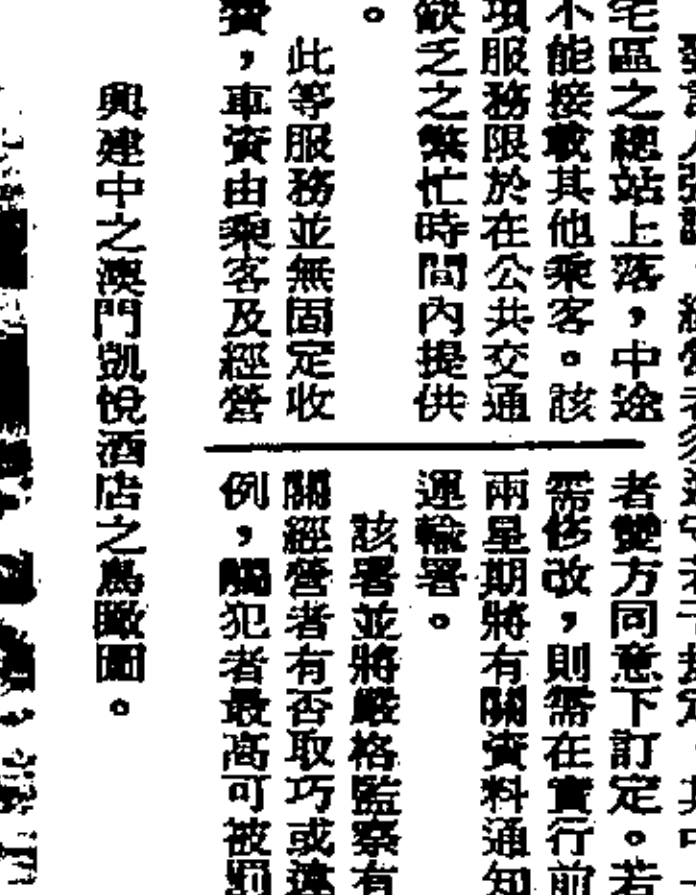 宅區之總站上落，中途
不能接載其他乘客。該
項服務限於在公共交通
缺乏之繁忙時間內提供
。
此等服務並無固定收
費，車資由乘客及經營
者雙方同意下訂定。若
需修改，則需在實行前
兩星期將有關資料通知
運輸署。
該署並將嚴格監察有
關經營者有否取巧或違
例，觸犯者最高可被罰
興建中之澳門凱悅酒店之鳥瞰圖。